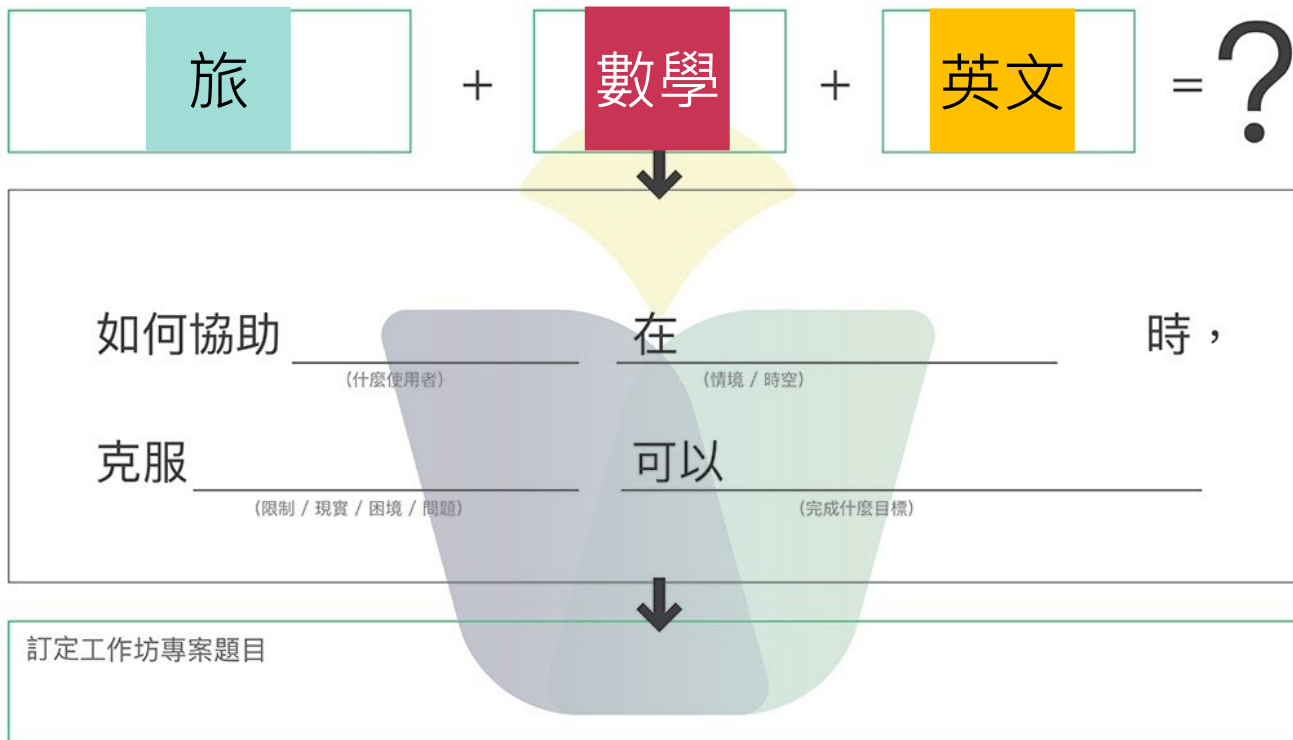 旅 + 數學 + 英文 = ?
如何協助 在 時，
(什麼使用者) (情境 / 時空)
克服 可以
(限制 / 現實 / 困境 / 問題) (完成什麼目標)
訂定工作坊專案題目